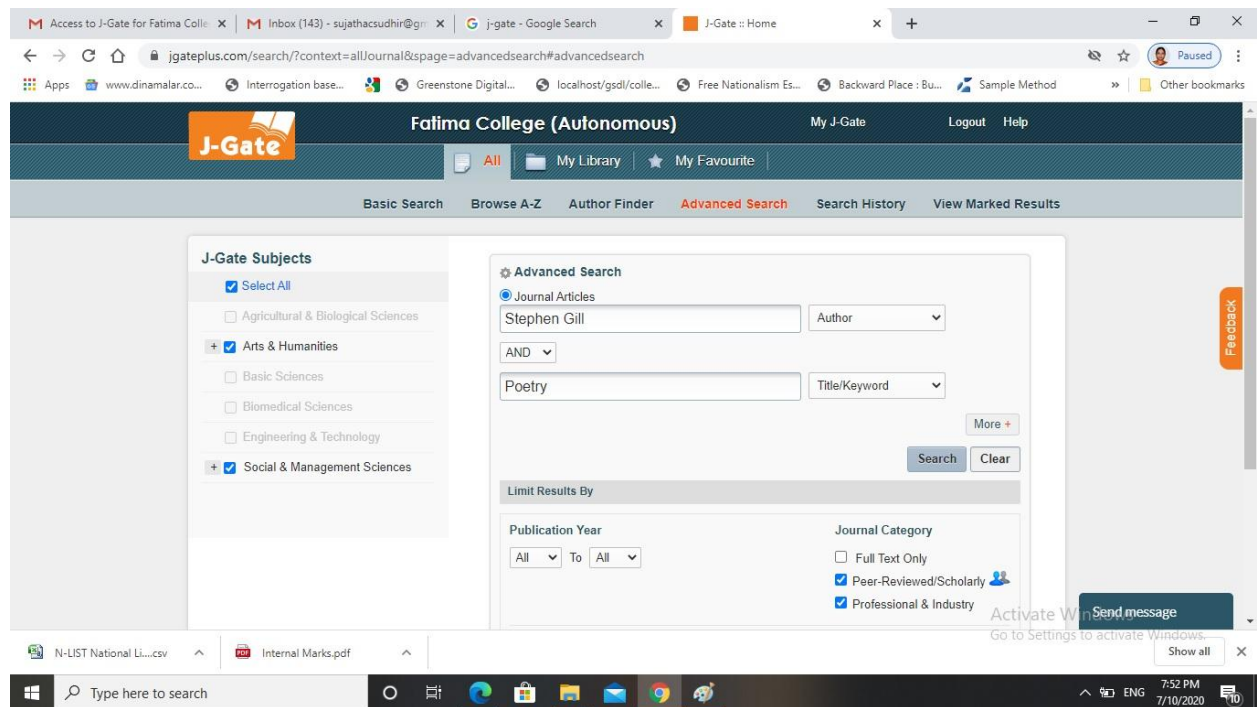 Access to J-Gate for Fatima Colle
Inbox (143) - sujathacsudhir@gm
j-gate - Google Search
J-Gate :: Home
jgateplus.com/search/?context=allJournal&spage=advancedsearch#advancedsearch
Paused
Apps
www.dinamalar.co...
Interrogation base...
Greenstone Digital...
localhost/gsdl/colle...
Free Nationalism Es...
Backward Place : Bu...
Sample Method
»
Other bookmarks
J-Gate
Fatima College (Autonomous)
My J-Gate
Logout Help
All
My Library
My Favourite
Basic Search
Browse A-Z
Author Finder
Advanced Search
Search History
View Marked Results
J-Gate Subjects
Select All
Agricultural & Biological Sciences
+ Arts & Humanities
Basic Sciences
Biomedical Sciences
Engineering & Technology
+ Social & Management Sciences
Advanced Search
Journal Articles
Stephen Gill
Author
AND
Poetry
Title/Keyword
More +
Search
Clear
Limit Results By
Publication Year
All To All
Journal Category
Full Text Only
Peer-Reviewed/Scholarly
Professional & Industry
Feedback
Send message
Activate Windows
Go to Settings to activate Windows.
N-LIST National Li....csv
PDF
Internal Marks.pdf
Show all
Type here to search
ENG
7:52 PM
7/10/2020
10